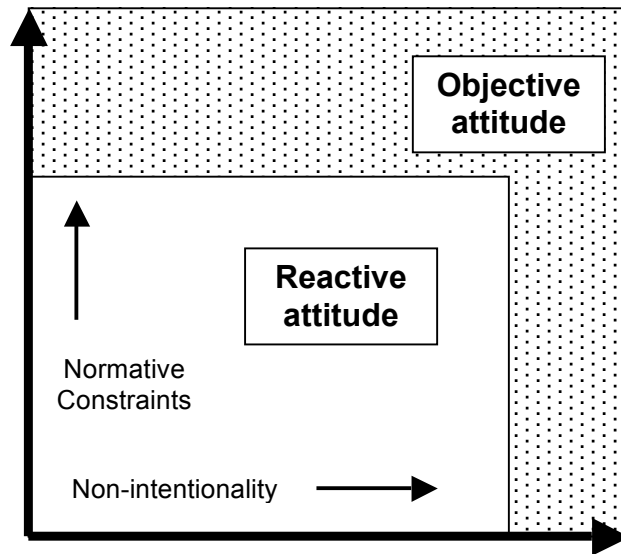 Objective
attitude
Reactive
attitude
Normative
Constraints
Non-intentionality